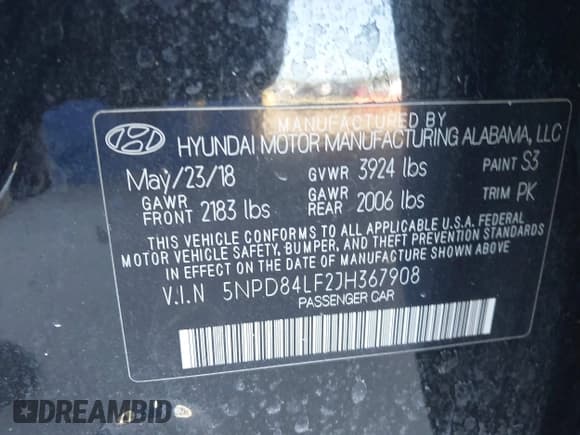 MANUFACTURED BY
HYUNDAI MOTOR MANUFACTURING ALABAMA, LLC
May/23/18 GVWR 3924 lbs PAINT S3
GAWR FRONT 2183 lbs GAWR REAR 2006 lbs TRIM PK
THIS VEHICLE CONFORMS TO ALL APPLICABLE U.S.A. FEDERAL
MOTOR VEHICLE SAFETY, BUMPER, AND THEFT PREVENTION STANDARDS
IN EFFECT ON THE DATE OF MANUFACTURE SHOWN ABOVE
V.I.N 5NPD84LF2JH367908
PASSENGER CAR
DREAMBID